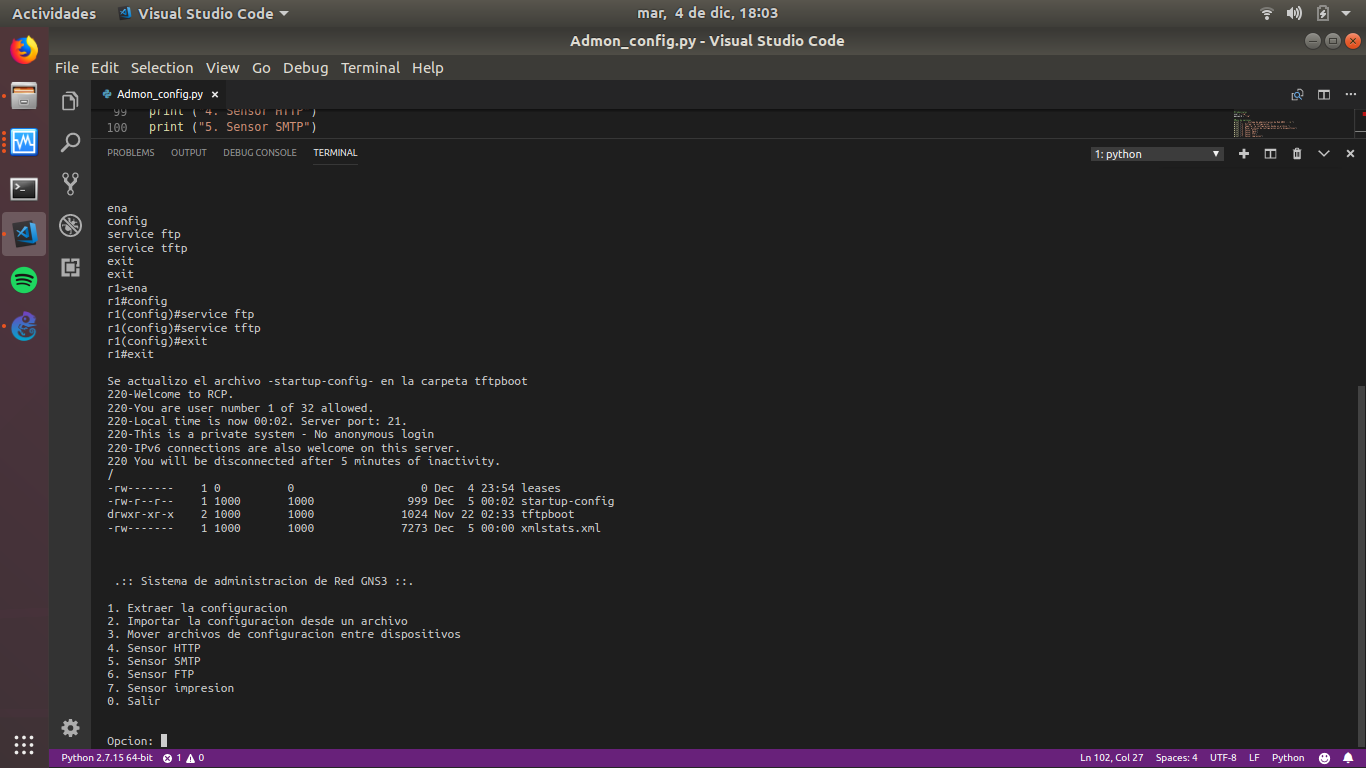 Actividades Visual Studio Code mar, 4 de dic, 18:03
Admon_config.py - Visual Studio Code
File Edit Selection View Go Debug Terminal Help
Admon_config.py ×
99 print ("4. Sensor HTTP")
100 print ("5. Sensor SMTP")
PROBLEMS OUTPUT DEBUG CONSOLE TERMINAL 1: python
ena
config
service ftp
service tftp
exit
exit
r1>ena
r1#config
r1(config)#service ftp
r1(config)#service tftp
r1(config)#exit
r1#exit
Se actualizo el archivo -startup-config- en la carpeta tftpboot
220-Welcome to RCP.
220-You are user number 1 of 32 allowed.
220-Local time is now 00:02. Server port: 21.
220-This is a private system - No anonymous login
220-IPv6 connections are also welcome on this server.
220 You will be disconnected after 5 minutes of inactivity.
/
-rw------- 1 0 0 0 Dec 4 23:54 leases
-rw-r--r-- 1 1000 1000 999 Dec 5 00:02 startup-config
drwxr-xr-x 2 1000 1000 1024 Nov 22 02:33 tftpboot
-rw------- 1 1000 1000 7273 Dec 5 00:00 xmlstats.xml
.:: Sistema de administracion de Red GNS3 ::.
1. Extraer la configuracion
2. Importar la configuracion desde un archivo
3. Mover archivos de configuracion entre dispositivos
4. Sensor HTTP
5. Sensor SMTP
6. Sensor FTP
7. Sensor impresion
0. Salir
Opcion:
Python 2.7.15 64-bit 1 0 Ln 102, Col 27 Spaces: 4 UTF-8 LF Python